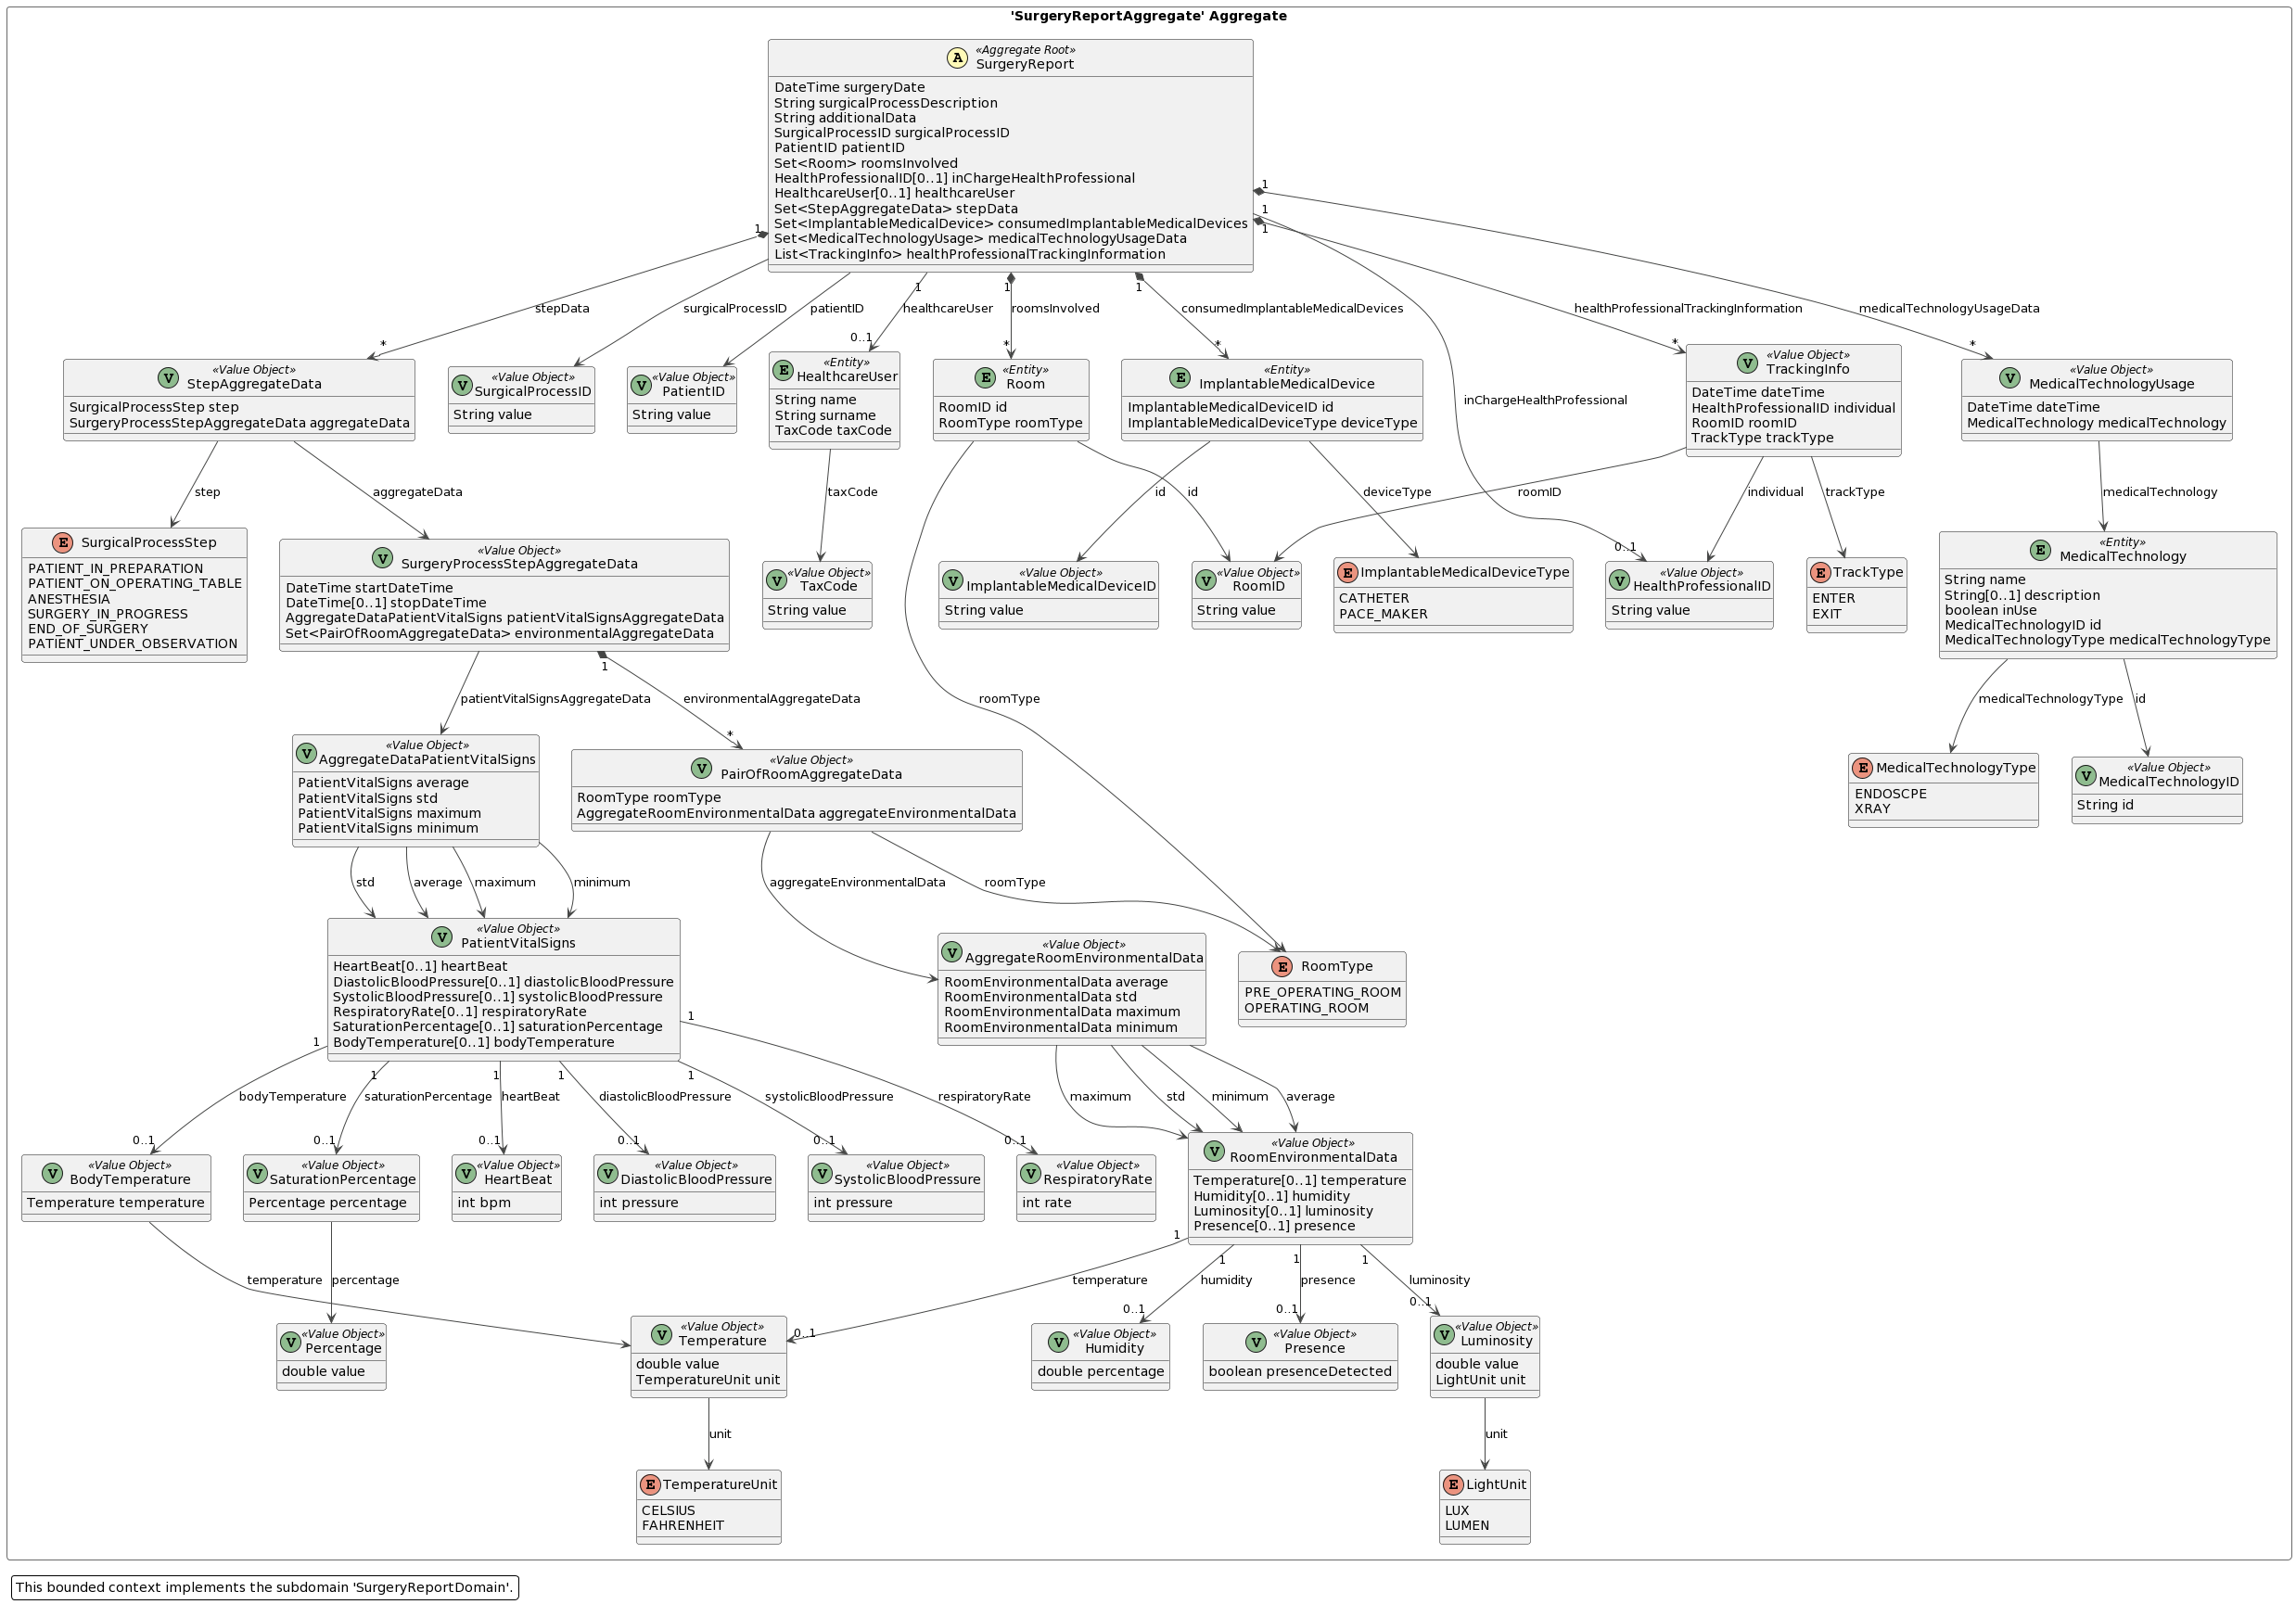 'SurgeryReportAggregate' Aggregate
A
«Aggregate Root»
SurgeryReport
DateTime surgeryDate
String surgicalProcessDescription
String additionalData
SurgicalProcessID surgicalProcessID
PatientID patientID
Set<Room> roomsInvolved
HealthProfessionalID[0..1] inChargeHealthProfessional
HealthcareUser[0..1] healthcareUser
Set<StepAggregateData> stepData
Set<ImplantableMedicalDevice> consumedImplantableMedicalDevices
Set<MedicalTechnologyUsage> medicalTechnologyUsageData
List<TrackingInfo> healthProfessionalTrackingInformation
1
1
1
1
1
1
1
stepData
surgicalProcessID
patientID
healthcareUser
roomsInvolved
consumedImplantableMedicalDevices
healthProfessionalTrackingInformation
medicalTechnologyUsageData
inChargeHealthProfessional
*
0..1
*
*
*
*
V
«Value Object»
StepAggregateData
SurgicalProcessStep step
SurgeryProcessStepAggregateData aggregateData
V
«Value Object»
SurgicalProcessID
String value
V
«Value Object»
PatientID
String value
E
«Entity»
HealthcareUser
String name
String surname
TaxCode taxCode
E
«Entity»
Room
RoomID id
RoomType roomType
E
«Entity»
ImplantableMedicalDevice
ImplantableMedicalDeviceID id
ImplantableMedicalDeviceType deviceType
V
«Value Object»
TrackingInfo
DateTime dateTime
HealthProfessionalID individual
RoomID roomID
TrackType trackType
V
«Value Object»
MedicalTechnologyUsage
DateTime dateTime
MedicalTechnology medicalTechnology
step
aggregateData
taxCode
id
id
deviceType
roomID
individual
trackType
medicalTechnology
0..1
E
SurgicalProcessStep
PATIENT_IN_PREPARATION
PATIENT_ON_OPERATING_TABLE
ANESTHESIA
SURGERY_IN_PROGRESS
END_OF_SURGERY
PATIENT_UNDER_OBSERVATION
V
«Value Object»
SurgeryProcessStepAggregateData
DateTime startDateTime
DateTime[0..1] stopDateTime
AggregateDataPatientVitalSigns patientVitalSignsAggregateData
Set<PairOfRoomAggregateData> environmentalAggregateData
V
«Value Object»
TaxCode
String value
V
«Value Object»
ImplantableMedicalDeviceID
String value
V
«Value Object»
RoomID
String value
E
ImplantableMedicalDeviceType
CATHETER
PACE_MAKER
V
«Value Object»
HealthProfessionalID
String value
E
TrackType
ENTER
EXIT
E
«Entity»
MedicalTechnology
String name
String[0..1] description
boolean inUse
MedicalTechnologyID id
MedicalTechnologyType medicalTechnologyType
1
patientVitalSignsAggregateData
environmentalAggregateData
roomType
medicalTechnologyType
id
*
V
«Value Object»
AggregateDataPatientVitalSigns
PatientVitalSigns average
PatientVitalSigns std
PatientVitalSigns maximum
PatientVitalSigns minimum
V
«Value Object»
PairOfRoomAggregateData
RoomType roomType
AggregateRoomEnvironmentalData aggregateEnvironmentalData
E
MedicalTechnologyType
ENDOSCPE
XRAY
V
«Value Object»
MedicalTechnologyID
String id
std
average
maximum
minimum
aggregateEnvironmentalData
roomType
V
«Value Object»
PatientVitalSigns
HeartBeat[0..1] heartBeat
DiastolicBloodPressure[0..1] diastolicBloodPressure
SystolicBloodPressure[0..1] systolicBloodPressure
RespiratoryRate[0..1] respiratoryRate
SaturationPercentage[0..1] saturationPercentage
BodyTemperature[0..1] bodyTemperature
V
«Value Object»
AggregateRoomEnvironmentalData
RoomEnvironmentalData average
RoomEnvironmentalData std
RoomEnvironmentalData maximum
RoomEnvironmentalData minimum
E
RoomType
PRE_OPERATING_ROOM
OPERATING_ROOM
1
1
1
1
1
1
bodyTemperature
saturationPercentage
heartBeat
diastolicBloodPressure
systolicBloodPressure
respiratoryRate
maximum
std
minimum
average
0..1
0..1
0..1
0..1
0..1
0..1
V
«Value Object»
BodyTemperature
Temperature temperature
V
«Value Object»
SaturationPercentage
Percentage percentage
V
«Value Object»
HeartBeat
int bpm
V
«Value Object»
DiastolicBloodPressure
int pressure
V
«Value Object»
SystolicBloodPressure
int pressure
V
«Value Object»
RespiratoryRate
int rate
V
«Value Object»
RoomEnvironmentalData
Temperature[0..1] temperature
Humidity[0..1] humidity
Luminosity[0..1] luminosity
Presence[0..1] presence
1
1
1
1
temperature
percentage
temperature
humidity
presence
luminosity
0..1
0..1
0..1
0..1
V
«Value Object»
Percentage
double value
V
«Value Object»
Temperature
double value
TemperatureUnit unit
V
«Value Object»
Humidity
double percentage
V
«Value Object»
Presence
boolean presenceDetected
V
«Value Object»
Luminosity
double value
LightUnit unit
unit
unit
E
TemperatureUnit
CELSIUS
FAHRENHEIT
E
LightUnit
LUX
LUMEN
This bounded context implements the subdomain 'SurgeryReportDomain'.